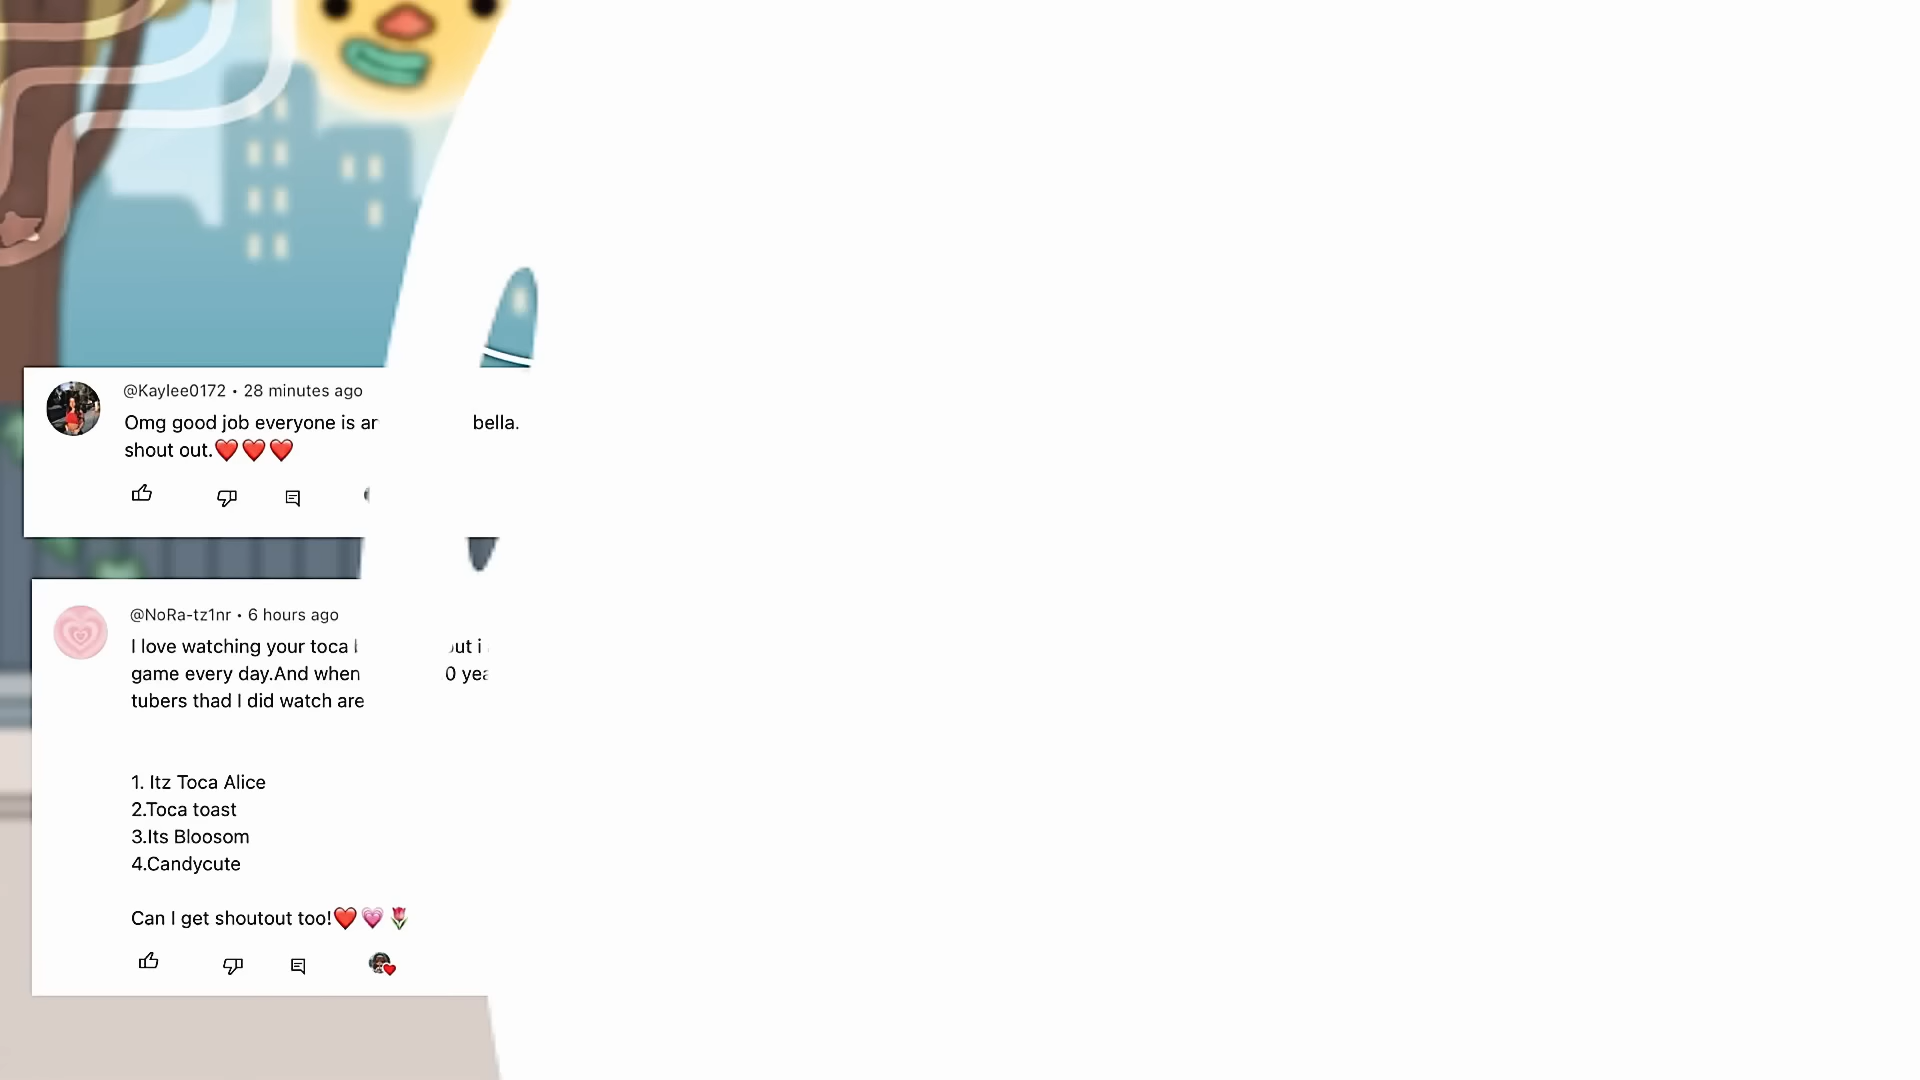 @Kaylee0172 • 28 minutes ago
Omg good job everyone is bella.
shout out.❤️❤️❤️
@NoRa-tz1nr • 6 hours ago
I love watching your toca i
game every day.And when
tubers thad I did watch are
1. Itz Toca Alice
2.Toca toast
3.Its Bloosom
4.Candycute
Can I get shoutout too!❤️💗🌷